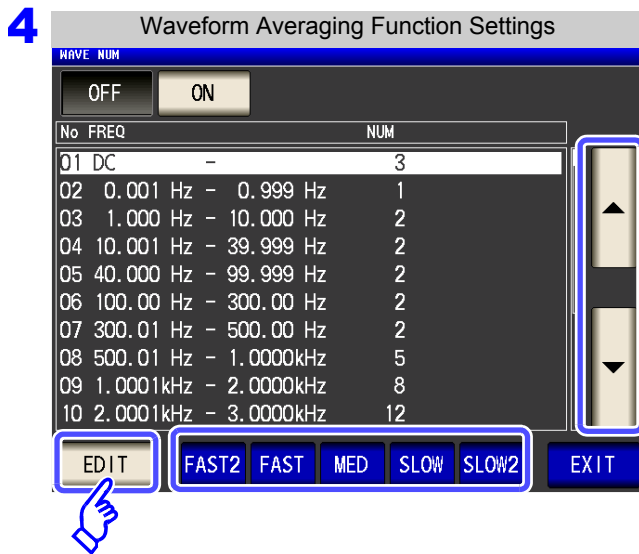 4
Waveform Averaging Function Settings
WAVE NUM
OFF ON
No FREQ NUM
01 DC - 3
02 0.001 Hz - 0.999 Hz 1
03 1.000 Hz - 10.000 Hz 2
04 10.001 Hz - 39.999 Hz 2
05 40.000 Hz - 99.999 Hz 2
06 100.00 Hz - 300.00 Hz 2
07 300.01 Hz - 500.00 Hz 2
08 500.01 Hz - 1.0000kHz 5
09 1.0001kHz - 2.0000kHz 8
10 2.0001kHz - 3.0000kHz 12
EDIT FAST2 FAST MED SLOW SLOW2 EXIT